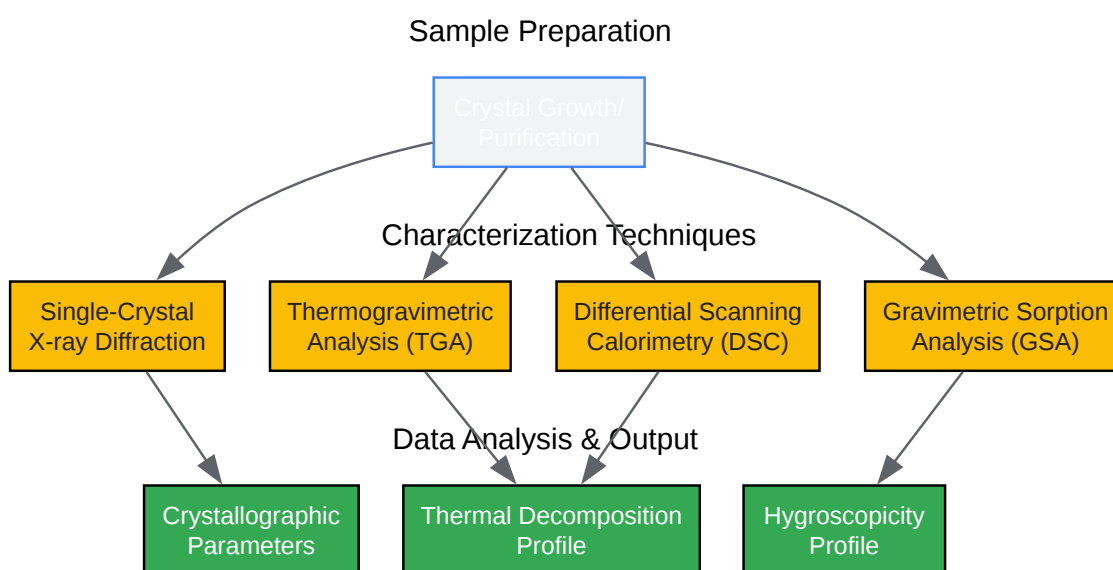 Sample Preparation
Crystal Growth/
Purification
Characterization Techniques
Single-Crystal
X-ray Diffraction
Thermogravimetric
Analysis (TGA)
Differential Scanning
Calorimetry (DSC)
Gravimetric Sorption
Analysis (GSA)
Data Analysis & Output
Crystallographic
Parameters
Thermal Decomposition
Profile
Hygroscopicity
Profile